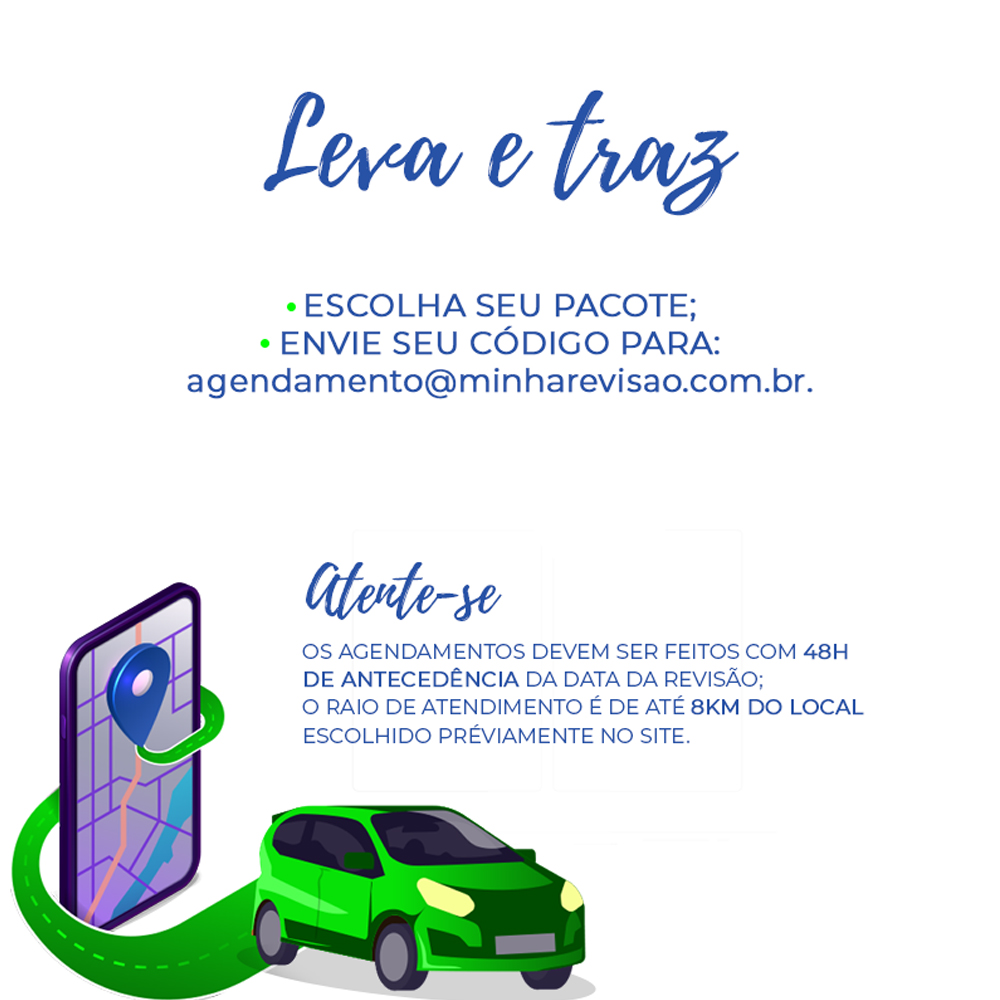 Leva e traz
• ESCOLHA SEU PACOTE;
• ENVIE SEU CÓDIGO PARA:
agendamento@minharevisao.com.br.
Atente-se
OS AGENDAMENTOS DEVEM SER FEITOS COM 48H
DE ANTECEDÊNCIA DA DATA DA REVISÃO;
O RAIO DE ATENDIMENTO É DE ATÉ 8KM DO LOCAL
ESCOLHIDO PRÉVIAMENTE NO SITE.